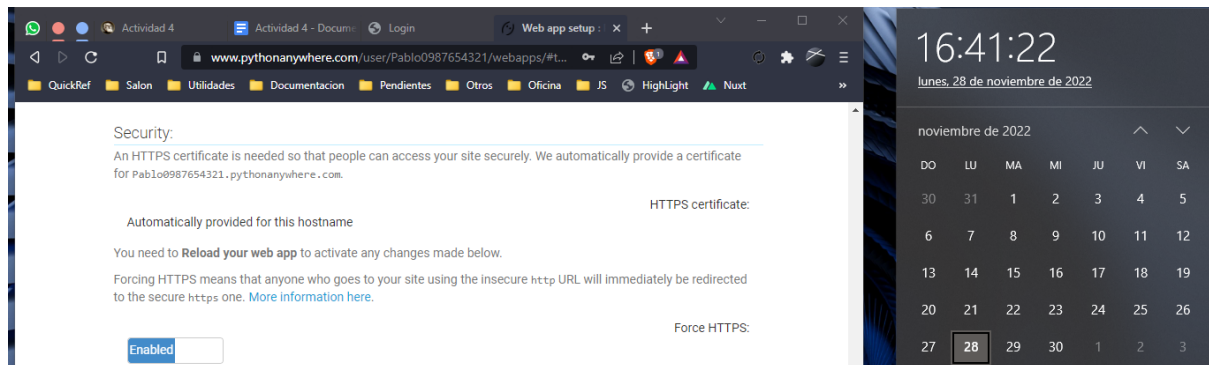 Actividad 4
Actividad 4 - Docume
Login
Web app setup :
www.pythonanywhere.com/user/Pablo0987654321/webapps/#t...
QuickRef Salon Utilidades Documentacion Pendientes Otros Oficina JS HighLight Nuxt »
Security:
An HTTPS certificate is needed so that people can access your site securely. We automatically provide a certificate
for Pablo0987654321.pythonanywhere.com.
HTTPS certificate:
Automatically provided for this hostname
You need to Reload your web app to activate any changes made below.
Forcing HTTPS means that anyone who goes to your site using the insecure http URL will immediately be redirected
to the secure https one. More information here.
Force HTTPS:
Enabled
16:41:22
lunes, 28 de noviembre de 2022
noviembre de 2022
DO LU MA MI JU VI SA
30 31 1 2 3 4 5
6 7 8 9 10 11 12
13 14 15 16 17 18 19
20 21 22 23 24 25 26
27 28 29 30 1 2 3